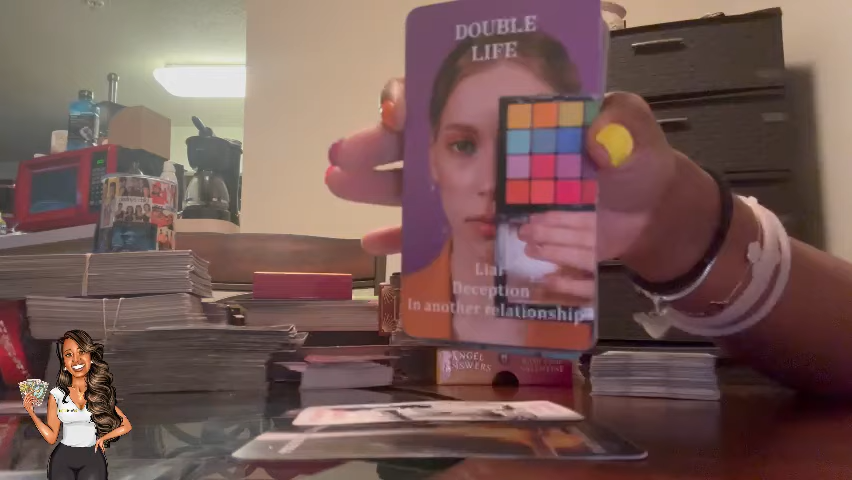 DOUBLE
LIFE
Liar
Deception
In another relationship
ANGEL
ANSWERS